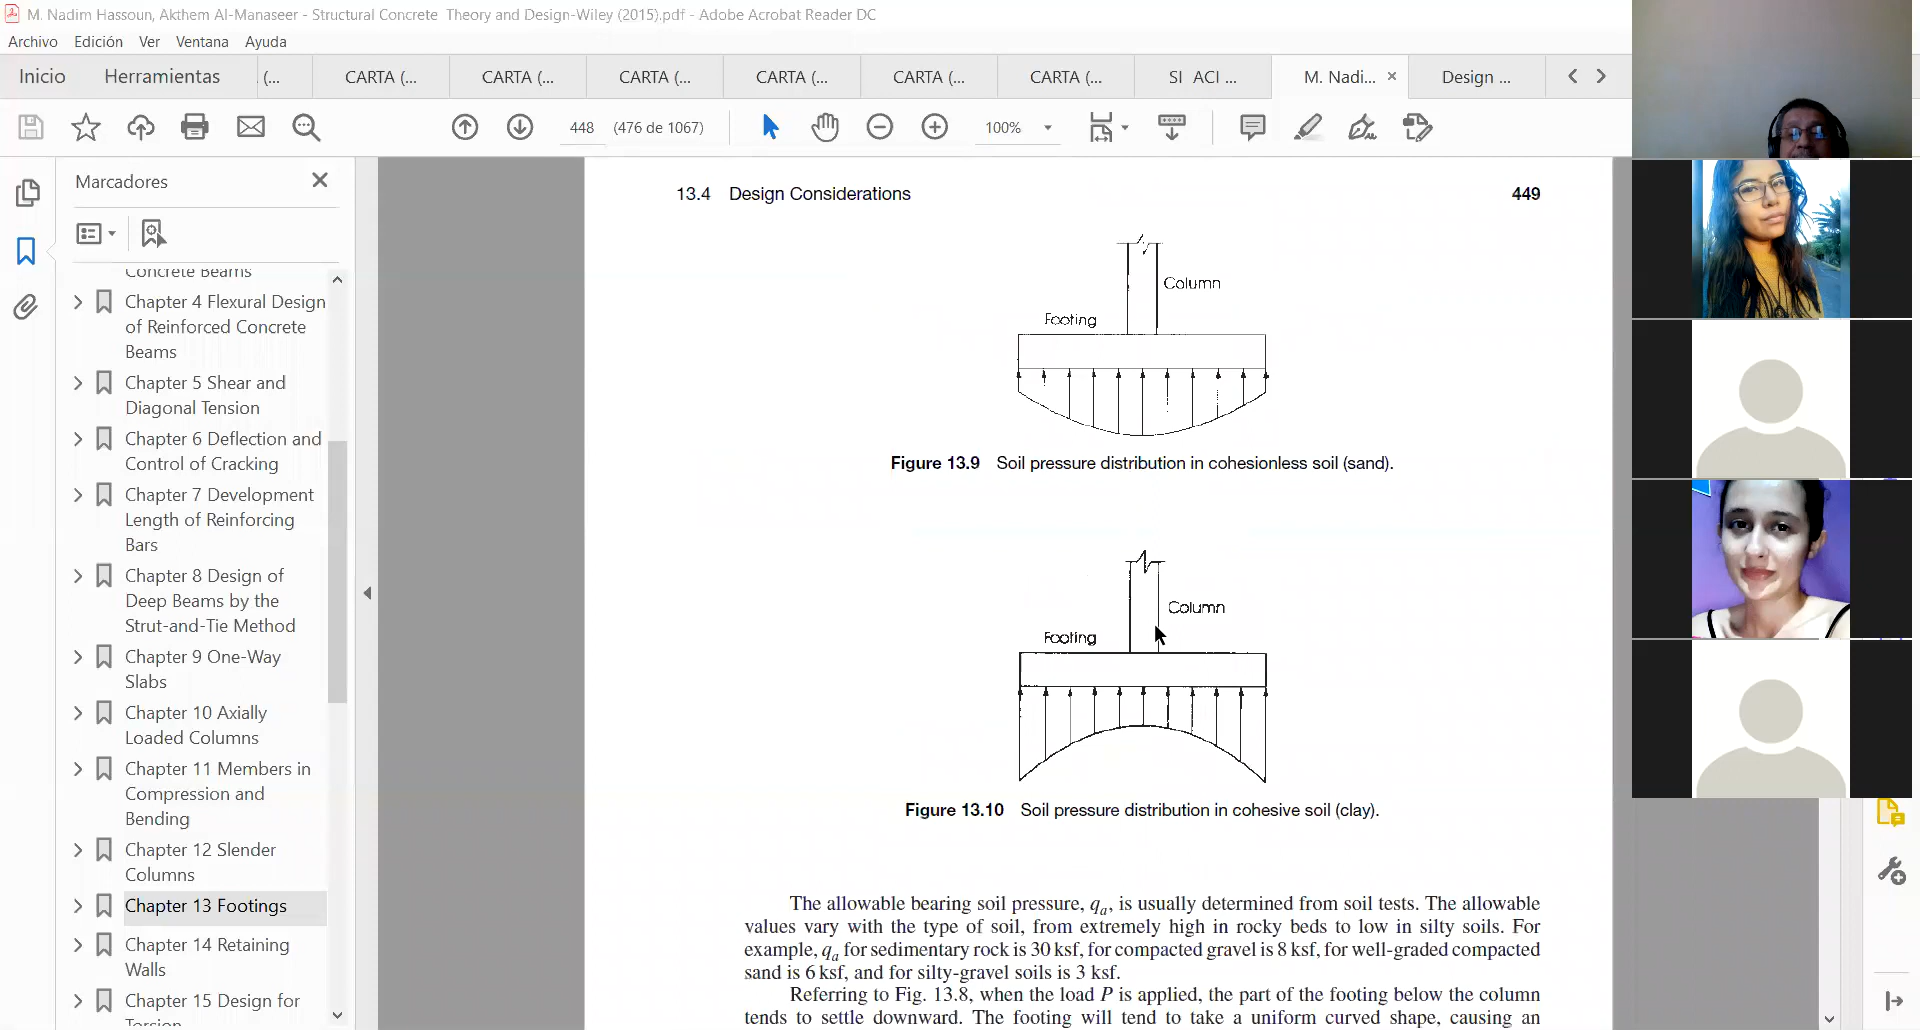 M. Nadim Hassoun, Akthem Al-Manaseer - Structural Concrete Theory and Design-Wiley (2015).pdf - Adobe Acrobat Reader DC
Archivo Edición Ver Ventana Ayuda
Inicio Herramientas (... CARTA (... CARTA (... CARTA (... CARTA (... CARTA (... CARTA (... SI ACI ... M. Nadi... × Design ...
448 (476 de 1067) 100%
Marcadores
Concrete Beams
Chapter 4 Flexural Design
of Reinforced Concrete
Beams
Chapter 5 Shear and
Diagonal Tension
Chapter 6 Deflection and
Control of Cracking
Chapter 7 Development
Length of Reinforcing
Bars
Chapter 8 Design of
Deep Beams by the
Strut-and-Tie Method
Chapter 9 One-Way
Slabs
Chapter 10 Axially
Loaded Columns
Chapter 11 Members in
Compression and
Bending
Chapter 12 Slender
Columns
Chapter 13 Footings
Chapter 14 Retaining
Walls
Chapter 15 Design for
Torsion
13.4 Design Considerations 449
Column
Footing
Figure 13.9 Soil pressure distribution in cohesionless soil (sand).
Column
Footing
Figure 13.10 Soil pressure distribution in cohesive soil (clay).
The allowable bearing soil pressure, qa, is usually determined from soil tests. The allowable
values vary with the type of soil, from extremely high in rocky beds to low in silty soils. For
example, qa for sedimentary rock is 30 ksf, for compacted gravel is 8 ksf, for well-graded compacted
sand is 6 ksf, and for silty-gravel soils is 3 ksf.
Referring to Fig. 13.8, when the load P is applied, the part of the footing below the column
tends to settle downward. The footing will tend to take a uniform curved shape, causing an